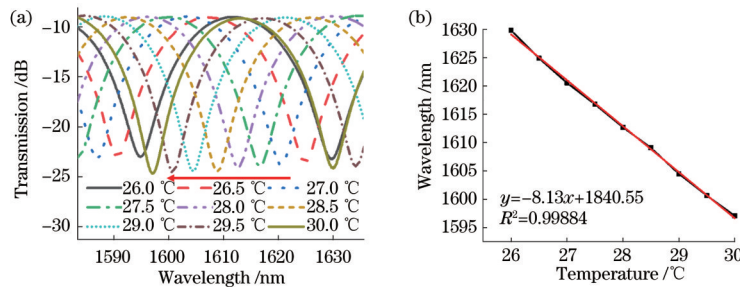 (a)
Transmission /dB
-10
-15
-20
-25
-30
26.0 ℃ 26.5 ℃ 27.0 ℃
27.5 ℃ 28.0 ℃ 28.5 ℃
29.0 ℃ 29.5 ℃ 30.0 ℃
1590 1600 1610 1620 1630
Wavelength /nm
(b)
Wavelength /nm
1630
1625
1620
1615
1610
1605
1600
1595
y=-8.13x+1840.55
R²=0.99884
26 27 28 29 30
Temperature /℃